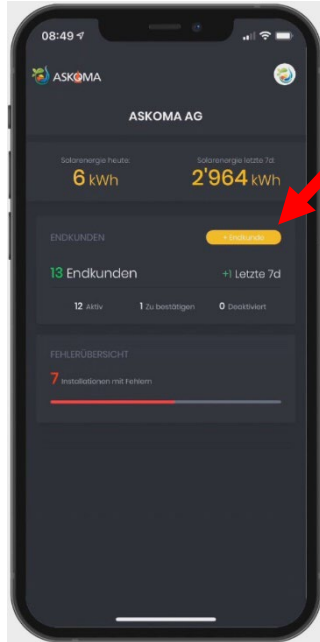 08:49
ASKOMA
ASKOMA AG
Solarenergie heute:
Solarenergie letzte 7d:
6 kWh
2'964 kWh
ENDKUNDEN
+ Endkunde
13 Endkunden
+1 Letzte 7d
12 Aktiv
1 Zu bestätigen
0 Deaktiviert
FEHLERÜBERSICHT
7 Installationen mit Fehlern